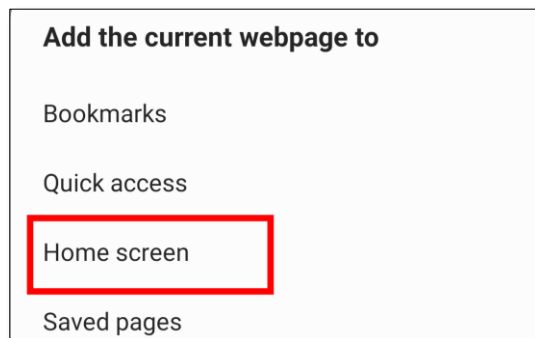 Add the current webpage to
Bookmarks
Quick access
Home screen
Saved pages